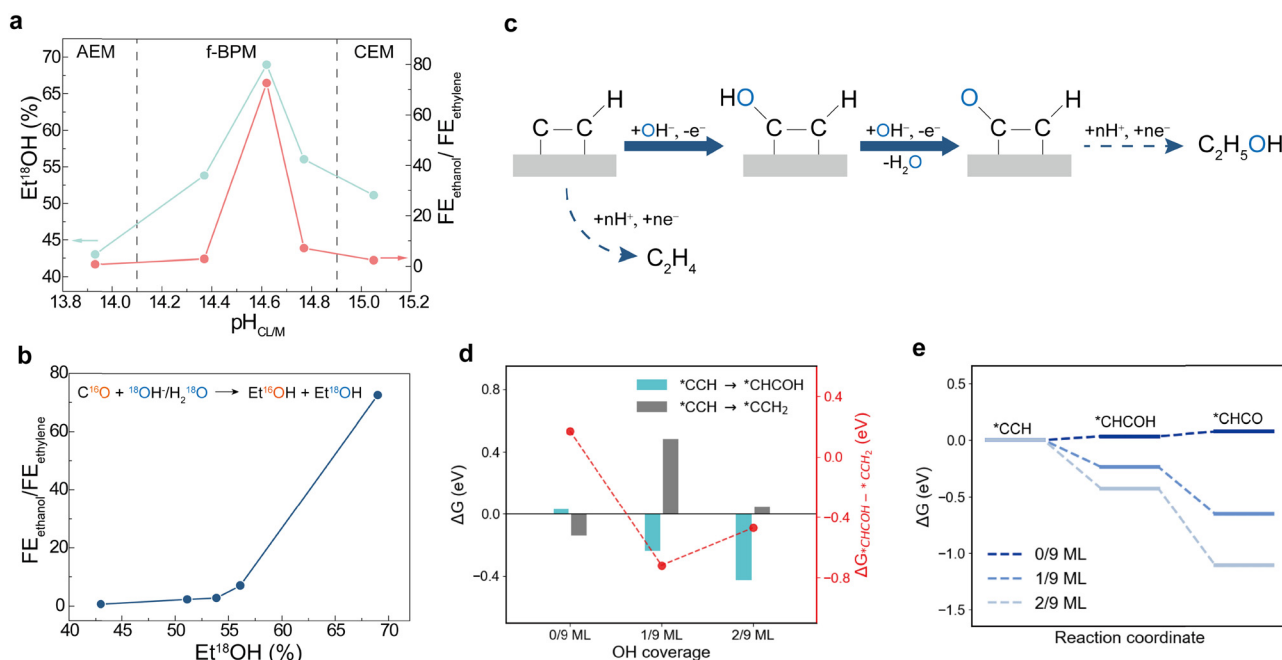 a
AEM
f-BPM
CEM
70
65
60
55
50
45
40
Et¹⁸OH (%)
80
60
40
20
0
FE_ethanol / FE_ethylene
13.8 14.0 14.2 14.4 14.6 14.8 15.0 15.2
pH_CL/M
b
C¹⁶O + ¹⁸OH⁻/H₂¹⁸O → Et¹⁶OH + Et¹⁸OH
80
60
40
20
0
FE_ethanol/FE_ethylene
40 45 50 55 60 65 70
Et¹⁸OH (%)
c
H
C – C
+OH⁻, -e⁻
HO
H
C – C
+OH⁻, -e⁻
-H₂O
O
H
C – C
+nH⁺, +ne⁻
C₂H₅OH
+nH⁺, +ne⁻
C₂H₄
d
*CCH → *CHCOH
*CCH → *CCH₂
0.8
0.4
0.0
−0.4
ΔG (eV)
0.4
0.0
−0.4
−0.8
ΔG*CHCOH − *CCH₂ (eV)
0/9 ML 1/9 ML 2/9 ML
OH coverage
e
0.5
0.0
−0.5
−1.0
−1.5
ΔG (eV)
*CCH
*CHCOH
*CHCO
0/9 ML
1/9 ML
2/9 ML
Reaction coordinate